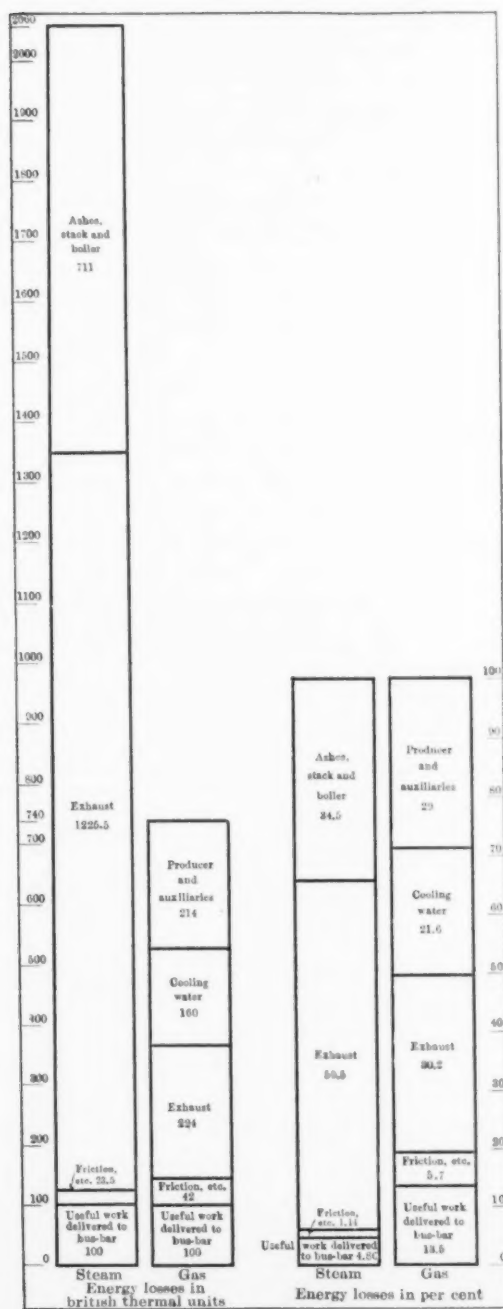 2060
2000
1900
1800
1700
1600
1500
1400
1300
1200
1100
1000
900
800
740
700
600
500
400
300
200
100
0
Ashes,
stack and
boiler
711
Exhaust
1225.5
Friction,
etc. 23.5
Useful work
delivered to
bus-bar
100
Steam
Producer
and
auxiliaries
214
Cooling
water
160
Exhaust
224
Friction, etc.
42
Useful work
delivered to
bus-bar
100
Gas
Energy losses in
british thermal units
Ashes,
stack and
boiler
34.5
Exhaust
59.5
Friction,
etc. 1.14
Useful work delivered
to bus-bar 4.86
Steam
Producer
and
auxiliaries
29
Cooling
water
21.6
Exhaust
30.2
Friction, etc.
5.7
Useful work
delivered to
bus-bar
13.5
Gas
Energy losses in per cent
100
90
80
70
60
50
40
30
20
10
0